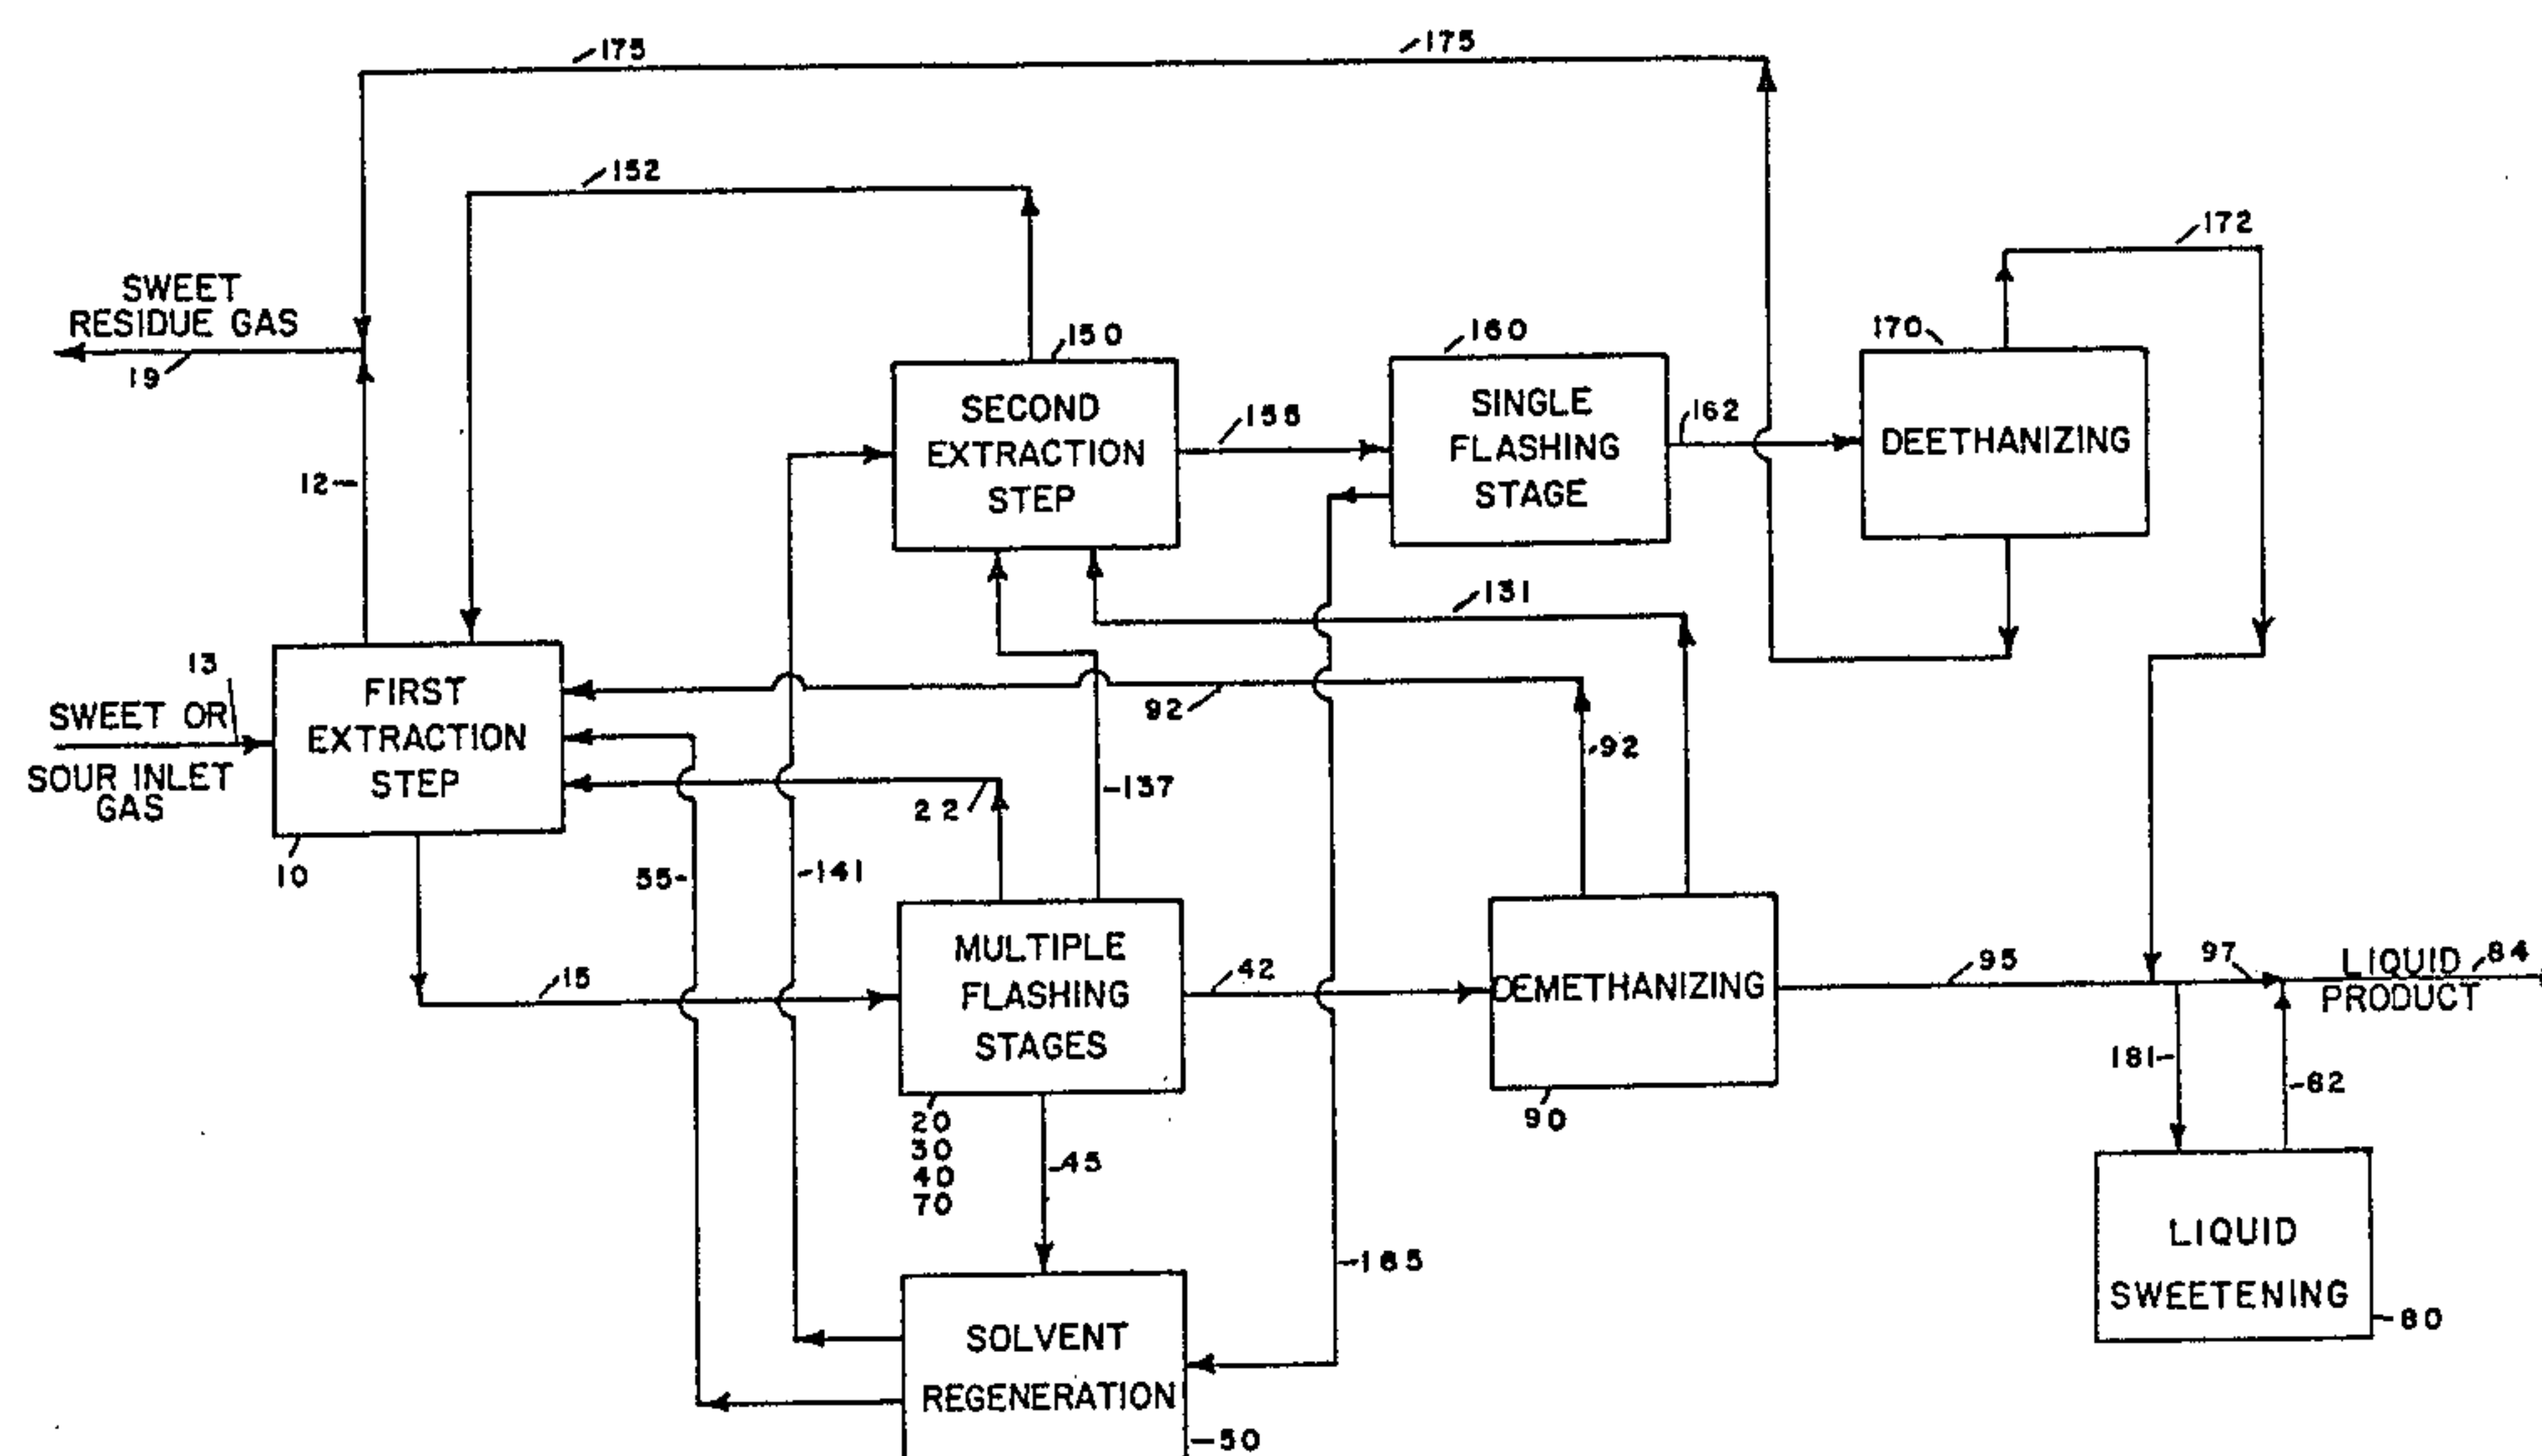 175
175
152
172
SWEET
RESIDUE GAS
19
12
150
SECOND
EXTRACTION
STEP
155
160
SINGLE
FLASHING
STAGE
162
170
DEETHANIZING
131
13
SWEET OR
SOUR INLET
GAS
FIRST
EXTRACTION
STEP
10
92
92
22
137
55
141
15
MULTIPLE
FLASHING
STAGES
20
30
40
70
42
DEMETHANIZING
90
95
97
LIQUID
PRODUCT
84
181
82
45
165
LIQUID
SWEETENING
80
SOLVENT
REGENERATION
50